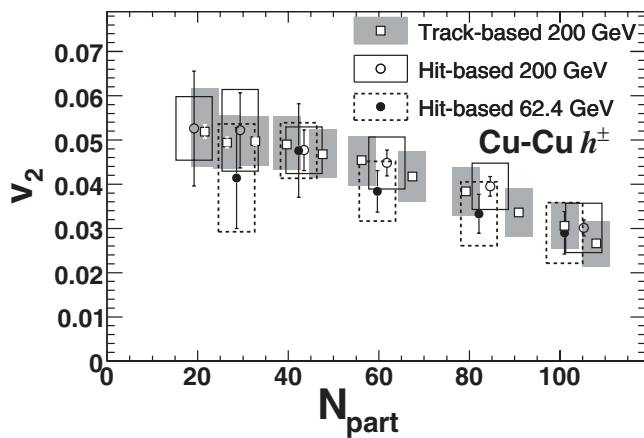 0.07
0.06
0.05
0.04
0.03
0.02
0.01
0
v2
Track-based 200 GeV
Hit-based 200 GeV
Hit-based 62.4 GeV
Cu-Cu h±
0 20 40 60 80 100
Npart